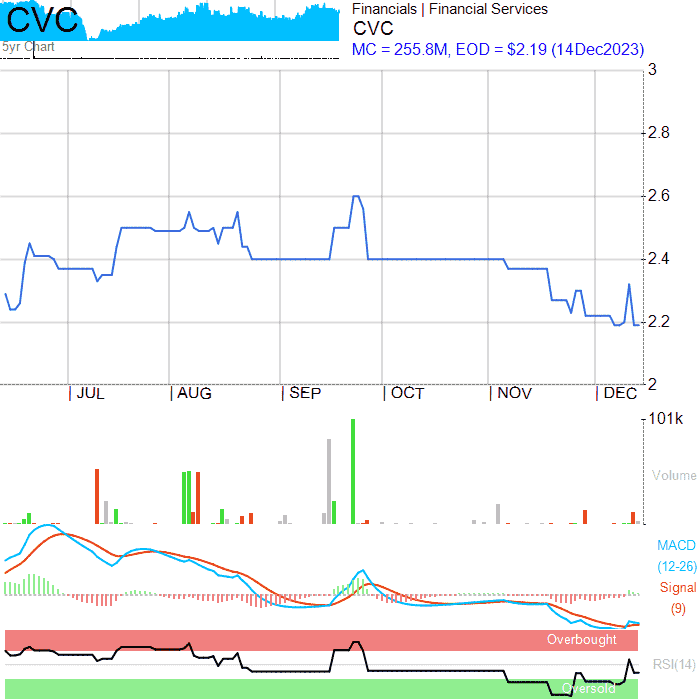 CVC
5yr Chart
Financials | Financial Services
CVC
MC = 255.8M, EOD = $2.19 (14Dec2023)
3
2.8
2.6
2.4
2.2
2
| JUL | AUG | SEP | OCT | NOV | DEC
101k
Volume
MACD
(12-26)
Signal
(9)
Overbought
RSI(14)
Oversold